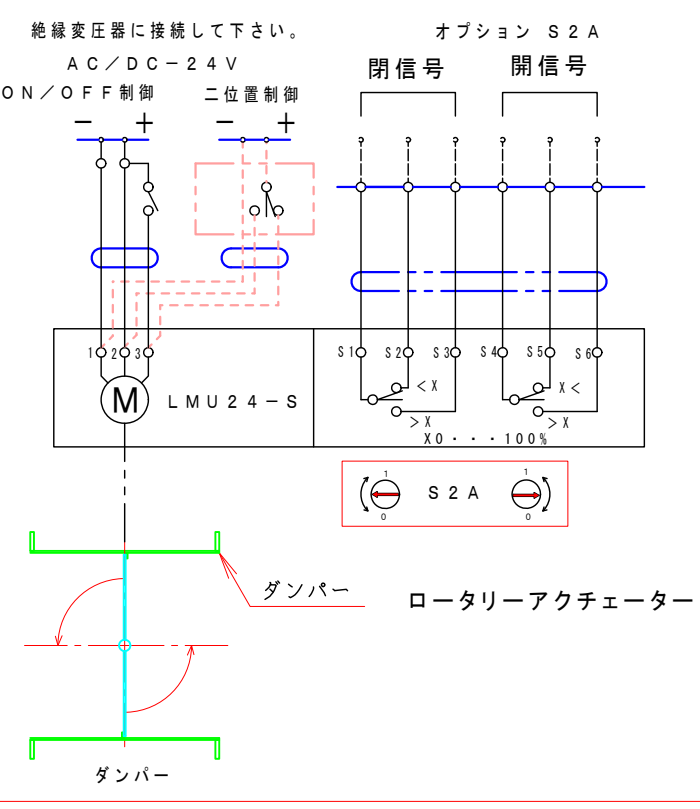 絶縁変圧器に接続して下さい。
オプション S2A
AC/DC-24V
閉信号 開信号
ON/OFF制御 二位置制御
- + - +
1 2 3 S1 S2 S3 S4 S5 S6
M LMU24-S
<X X<
>X >X
X0・・・100%
1 1
S2A
0 0
ダンパー
ロータリーアクチェーター
ダンパー